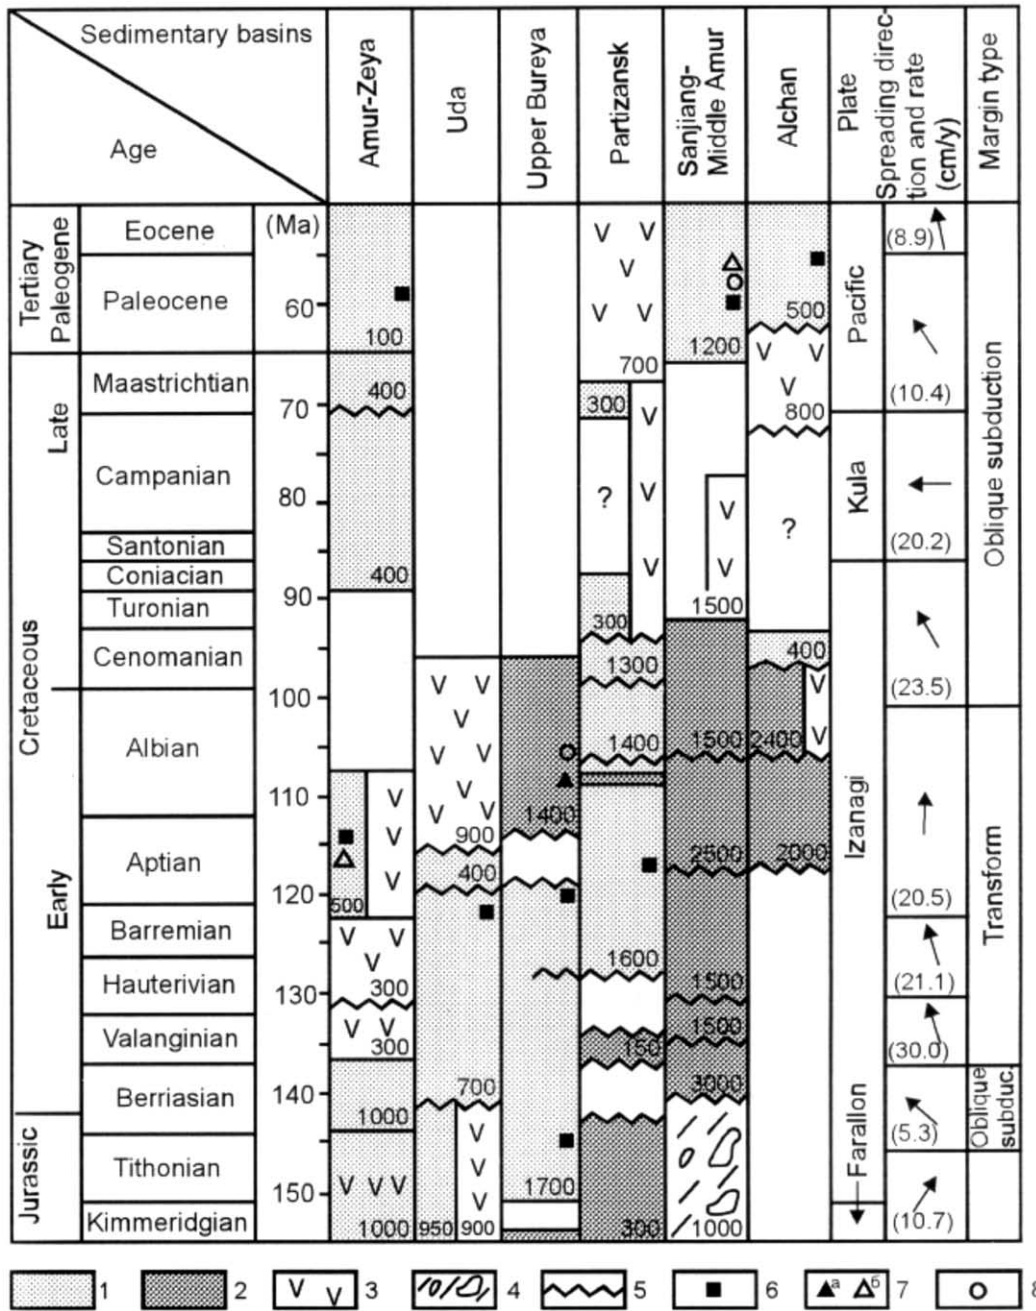 Sedimentary basins
Age
Amur-Zeya
Uda
Upper Bureya
Partizansk
Sanjiang-
Middle Amur
Alchan
Plate
Spreading direc-
tion and rate
(cm/y)
Margin type
Tertiary
Paleogene
Eocene
Paleocene
Late
Cretaceous
Maastrichtian
Campanian
Santonian
Coniacian
Turonian
Cenomanian
Early
Albian
Aptian
Barremian
Hauterivian
Valanginian
Berriasian
Jurassic
Tithonian
Kimmeridgian
(Ma)
60
70
80
90
100
110
120
130
140
150
100
400
400
500
300
300
1000
1000
900
400
700
950
900
1400
1700
V V
V
V V
700
300
?
300
1300
1400
1600
150
300
1200
1500
1500
2500
1500
1500
3000
1000
500
800
?
400
2400
2000
Pacific
Kula
Izanagi
Farallon
(8.9)
(10.4)
(20.2)
(23.5)
(20.5)
(21.1)
(30.0)
(5.3)
(10.7)
Oblique subduction
Transform
Oblique
subduc.
1
2
V V
3
4
5
6
а
б
7
8